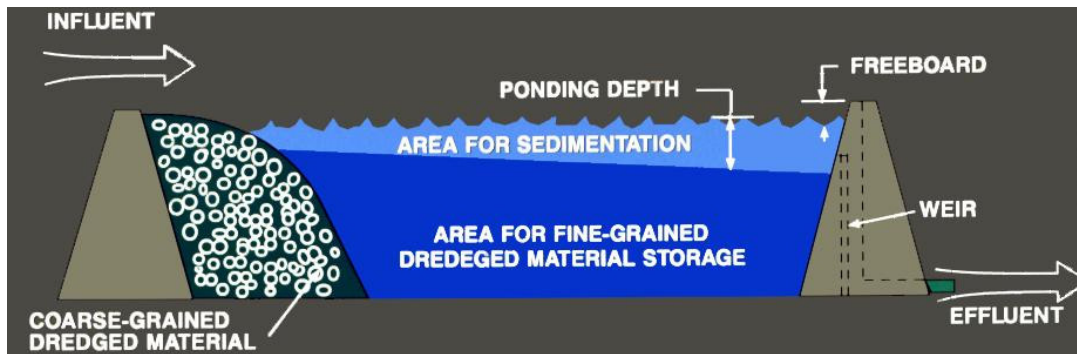 INFLUENT
FREEBOARD
PONDING DEPTH
AREA FOR SEDIMENTATION
WEIR
AREA FOR FINE-GRAINED
DREDEGED MATERIAL STORAGE
EFFLUENT
COARSE-GRAINED
DREDGED MATERIAL